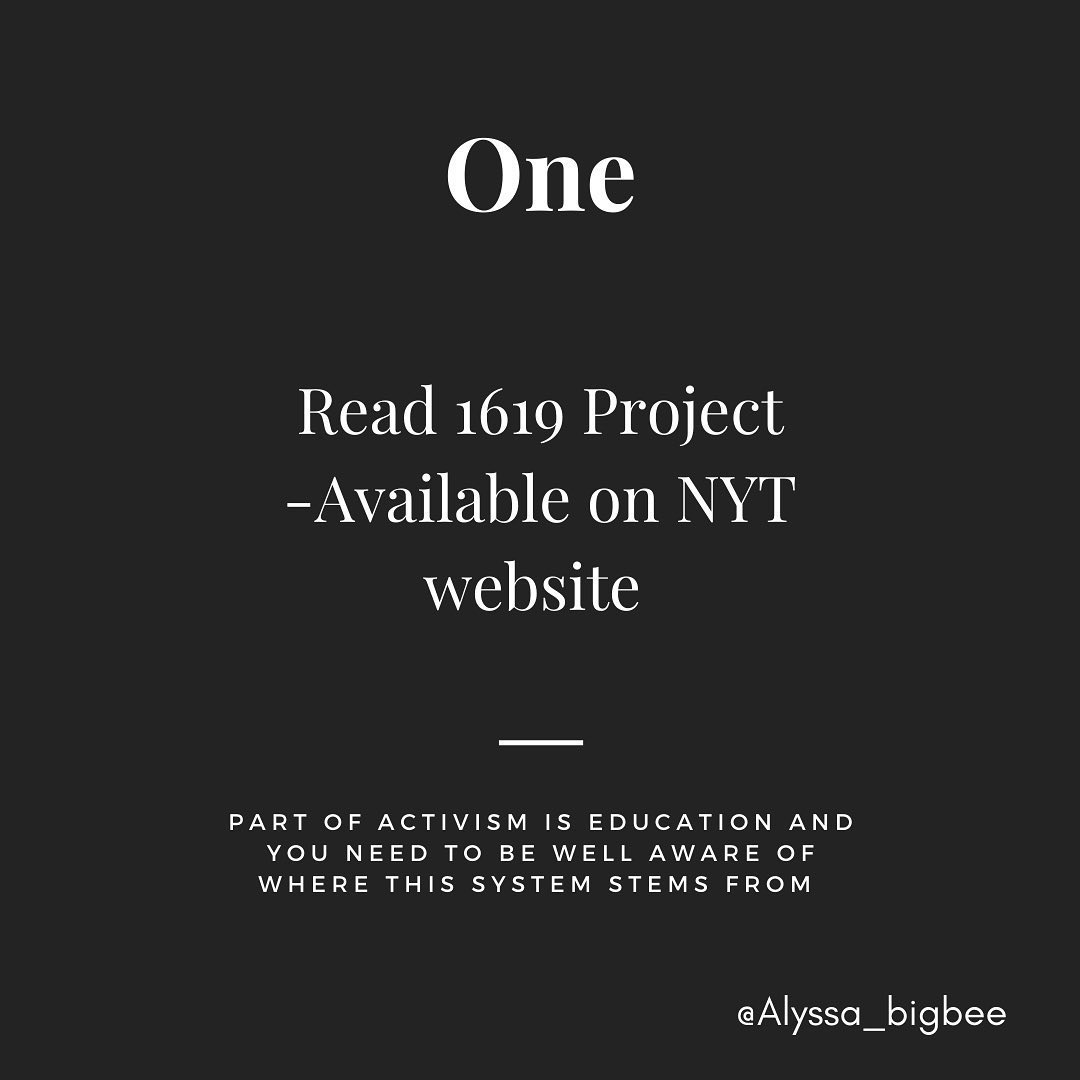 One
Read 1619 Project
-Available on NYT
website
PART OF ACTIVISM IS EDUCATION AND
YOU NEED TO BE WELL AWARE OF
WHERE THIS SYSTEM STEMS FROM
@Alyssa_bigbee